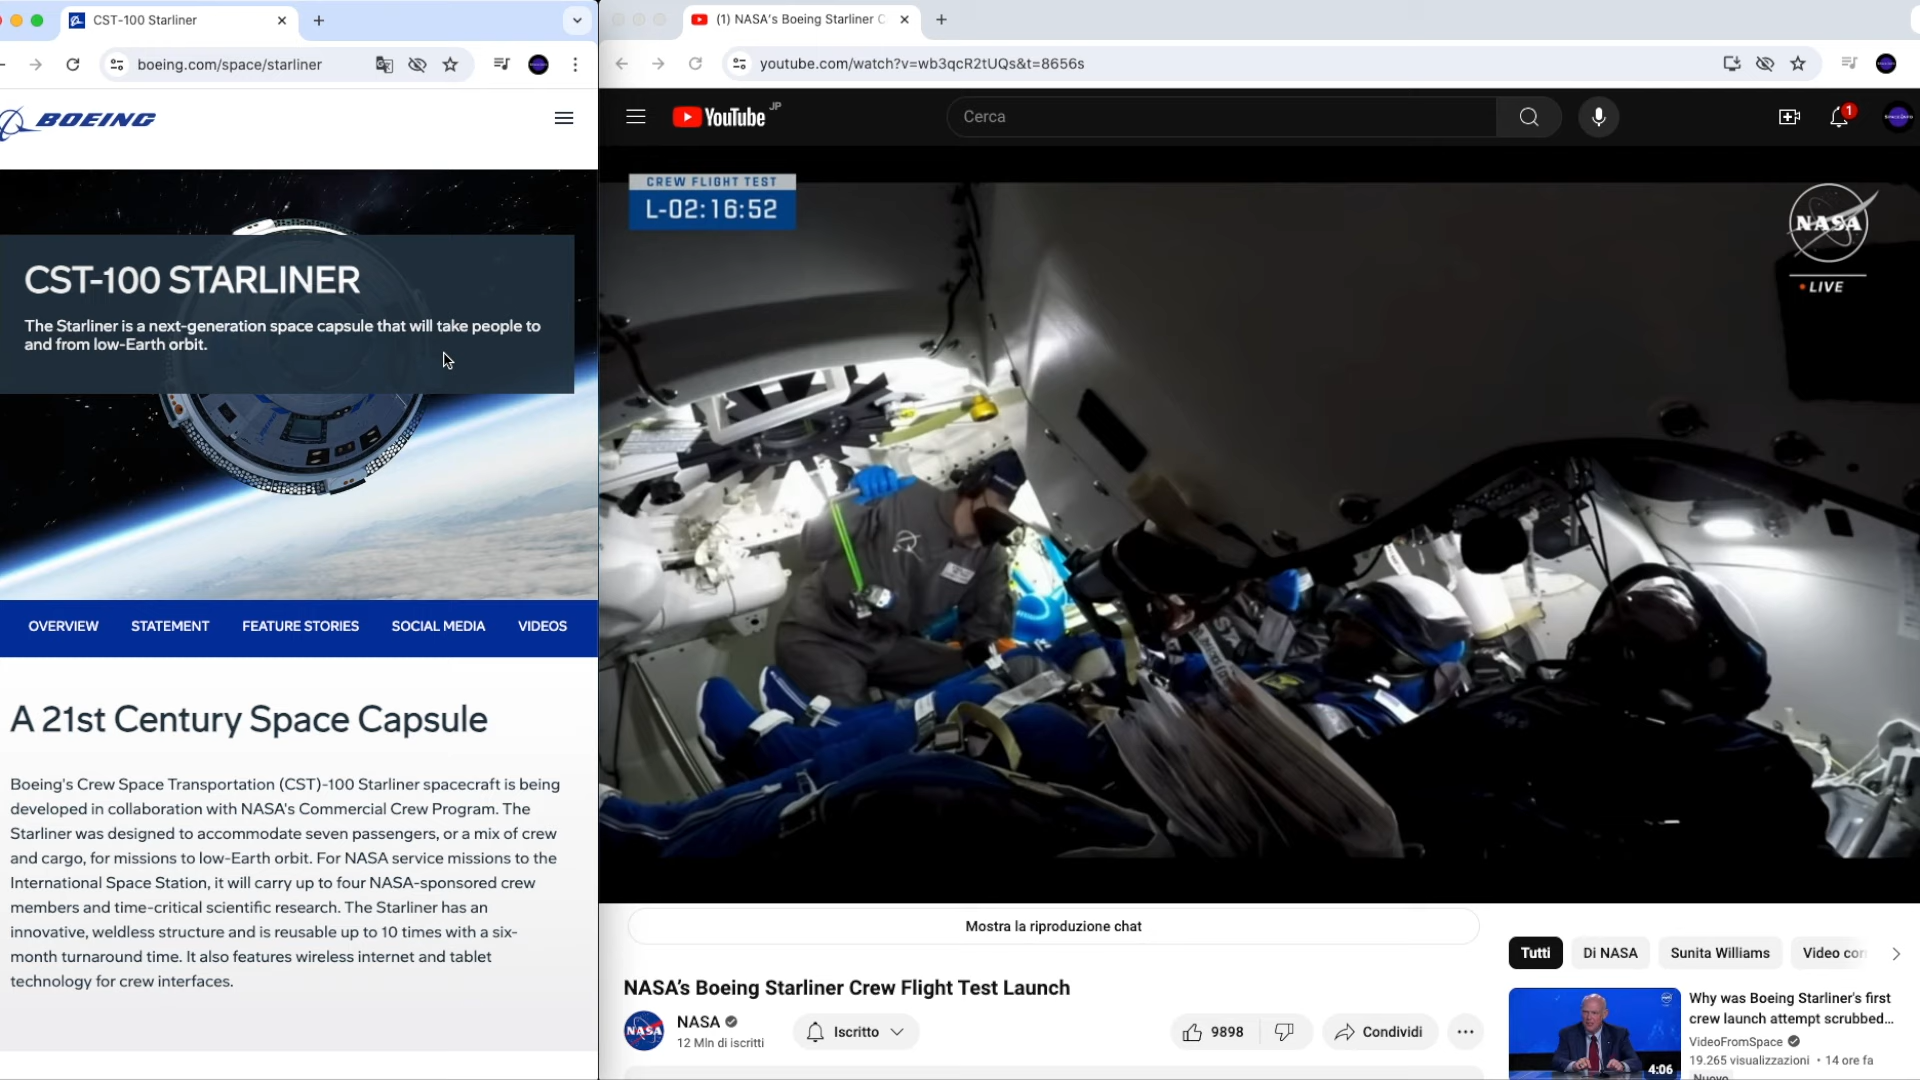 CST-100 Starliner
boeing.com/space/starliner
BOEING
CST-100 STARLINER
The Starliner is a next-generation space capsule that will take people to
and from low-Earth orbit.
OVERVIEW STATEMENT FEATURE STORIES SOCIAL MEDIA VIDEOS
A 21st Century Space Capsule
Boeing's Crew Space Transportation (CST)-100 Starliner spacecraft is being
developed in collaboration with NASA's Commercial Crew Program. The
Starliner was designed to accommodate seven passengers, or a mix of crew
and cargo, for missions to low-Earth orbit. For NASA service missions to the
International Space Station, it will carry up to four NASA-sponsored crew
members and time-critical scientific research. The Starliner has an
innovative, weldless structure and is reusable up to 10 times with a six-
month turnaround time. It also features wireless internet and tablet
technology for crew interfaces.
(1) NASA's Boeing Starliner C
youtube.com/watch?v=wb3qcR2tUQs&t=8656s
YouTube JP
Cerca
1
CREW FLIGHT TEST
L-02:16:52
NASA
LIVE
Mostra la riproduzione chat
NASA's Boeing Starliner Crew Flight Test Launch
NASA
NASA
12 Mln di iscritti
Iscritto
9898
Condividi
Tutti Di NASA Sunita Williams Video con
Why was Boeing Starliner's first
crew launch attempt scrubbed...
VideoFromSpace
19.265 visualizzazioni • 14 ore fa
Nuovo
4:06